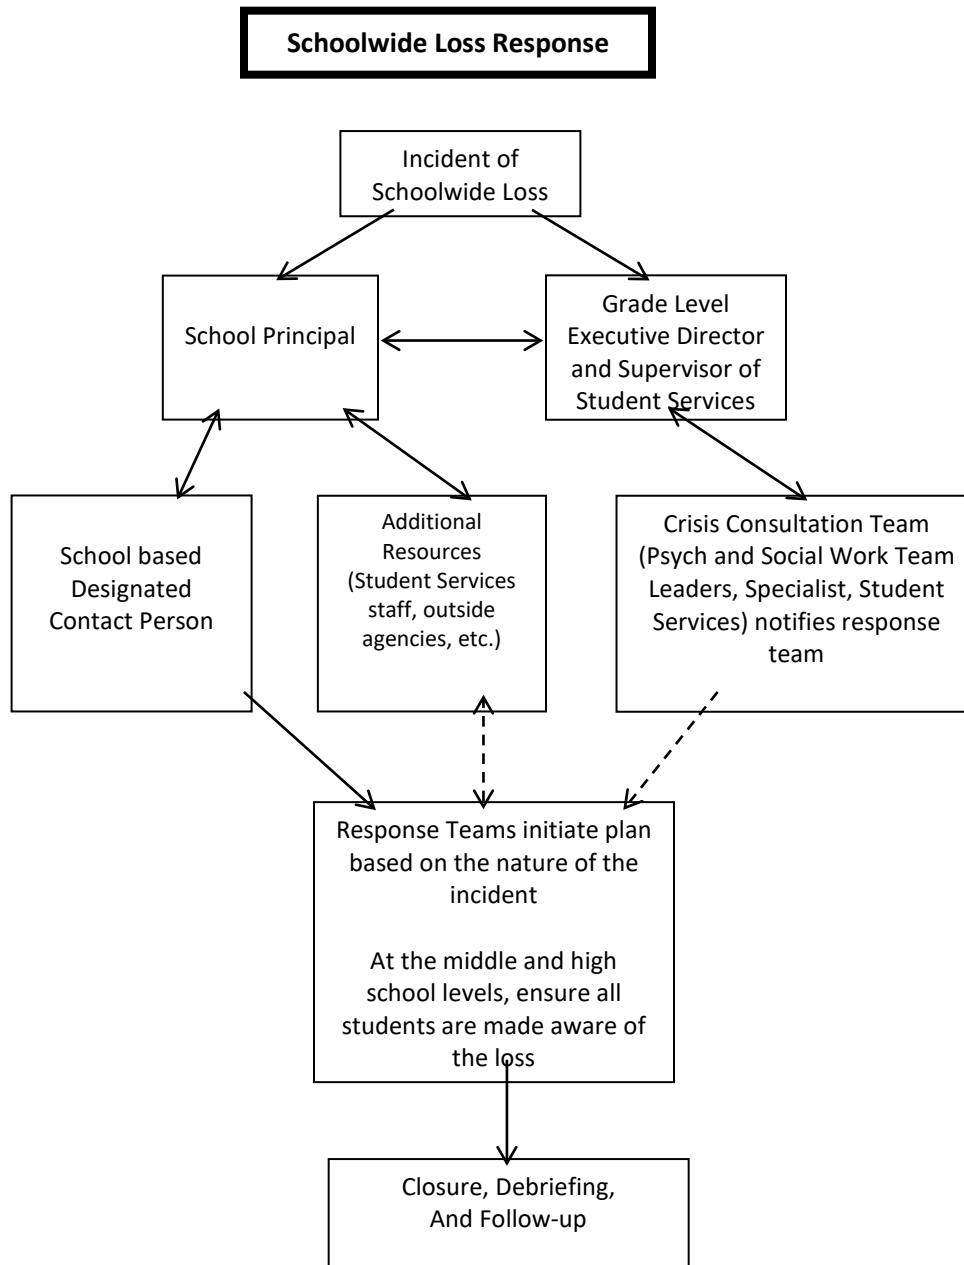 Schoolwide Loss Response
Incident of
Schoolwide Loss
School Principal
Grade Level
Executive Director
and Supervisor of
Student Services
School based
Designated
Contact Person
Additional
Resources
(Student Services
staff, outside
agencies, etc.)
Crisis Consultation Team
(Psych and Social Work Team
Leaders, Specialist, Student
Services) notifies response
team
Response Teams initiate plan
based on the nature of the
incident
At the middle and high
school levels, ensure all
students are made aware of
the loss
Closure, Debriefing,
And Follow-up